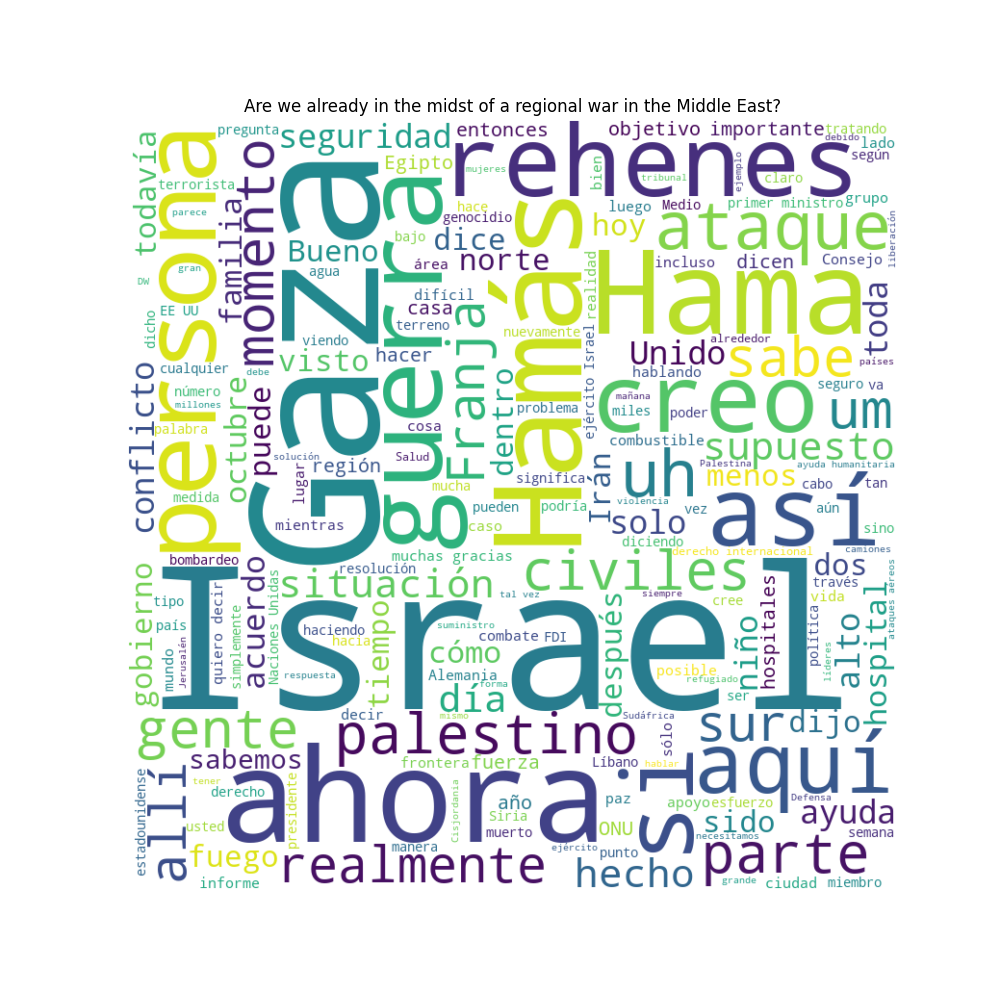 Are we already in the midst of a regional war in the Middle East?
todavía
persona
pregunta
terrorista
parece
gran
DW
EE UU
dicho
cualquier
número
millones
palabra
medida
conflicto
octubre
familia
momento
puede
debe
seguridad
Gaza
Bueno
agua
viendo
visto
hacer
región
lugar
solución
mientras
guerra
Egipto
bajo
área
difícil
casa
terreno
cosa
Salud
mucha
caso
Franja
entonces
mujeres
hace
genocidio
dice
norte
nuevamente
dentro
problema
significa
pueden
podría
Hamás
rehenes
objetivo
importante
tratando
debido
lado
según
bien
tribunal
ejemplo
claro
primer ministro
grupo
luego
Medio
hoy
ataque
liberación
incluso
dicen
Consejo
realidad
Hama
toda
alrededor
países
Unido
sabe
hablando
ejército Israel
creo
mañana
seguro
va
miles
poder
um
combustible
supuesto
Palestina
ayuda humanitaria
Irán
uh
menos
cabo
tan
violencia
vez
solo
así
aún
sino
diciendo
derecho internacional
camiones
bombardeo
muchas gracias
resolución
situación
civiles
tal vez
siempre
dos
través
cree
vida
ataques aéreos
gobierno
tipo
país
mundo
Jerusalén
quiero decir
simplemente
acuerdo
Naciones Unidas
Israel
haciendo
hacia
respuesta
tiempo
suministro
cómo
combate
FDI
Alemania
forma
día
después
posible
refugiado
ser
niño
hospitales
política
líderes
alto
hospital
gente
decir
mismo
palestino
Sudáfrica
sólo
sur
dijo
sabemos
frontera
fuerza
Líbano
hablar
si
aquí
estadounidense
allí
tener
derecho
usted
presidente
ahora
Cisjordania
año
Siria
muerto
paz
ONU
apoyo
esfuerzo
Defensa
ayuda
sido
necesitamos
semana
fuego
informe
realmente
manera
ejército
punto
hecho
parte
grande
ciudad
miembro